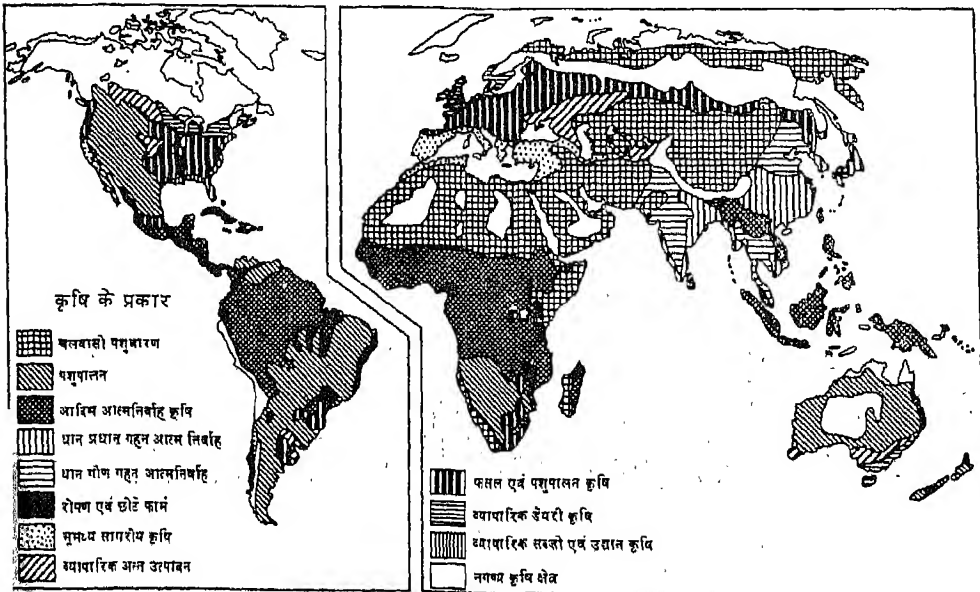 कृषि के प्रकार
चलवासी पशुचारण
पशुपालन
आदिम आत्मनिर्वाह कृषि
धान प्रधान गहन आत्म निर्वाह
धान गौण गहन आत्मनिर्वाह
रोपण एवं छोटे फार्म
भूमध्य सागरीय कृषि
व्यापारिक अन्न उत्पादन
फसल एवं पशुपालन कृषि
व्यापारिक डेयरी कृषि
व्यापारिक सब्जी एवं उद्यान कृषि
नगण्य कृषि क्षेत्र